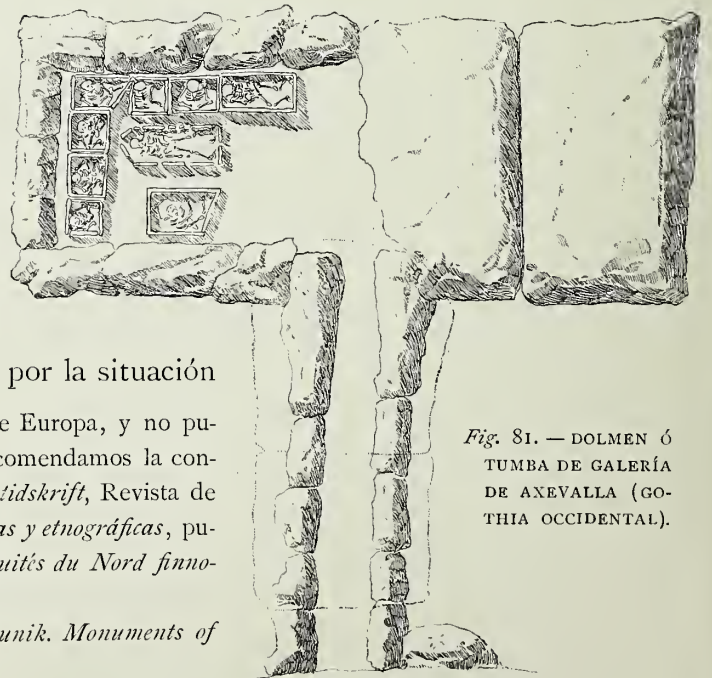 por la situación
e Europa, y no pu-
comendamos la con-
tidskrift, Revista de
as y etnográficas, pu-
uités du Nord finno-
unik. Monuments of
Fig. 81. — DOLMEN Ó
TUMBA DE GALERÍA
DE AXEVALLA (GO-
THIA OCCIDENTAL).